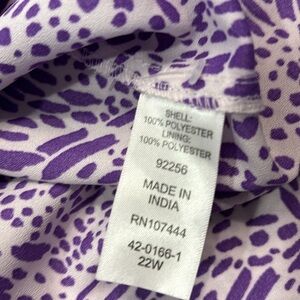 SHELL:
100% POLYESTER
LINING:
100% POLYESTER
92256
MADE IN
INDIA
RN107444
42-0166-1
22W